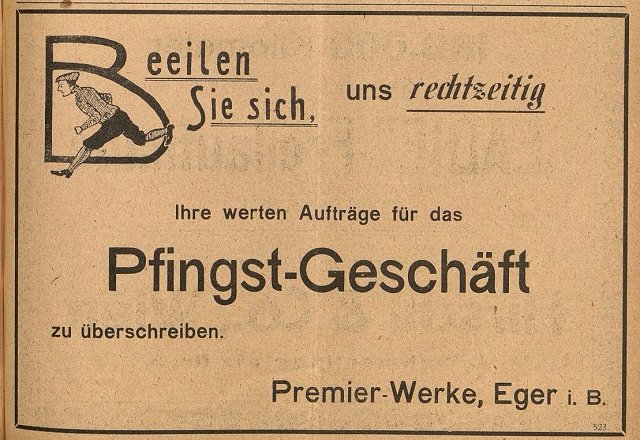 Beeilen
Sie sich, uns rechtzeitig
Ihre werten Aufträge für das
Pfingst-Geschäft
zu überschreiben.
Premier-Werke, Eger i. B.
523